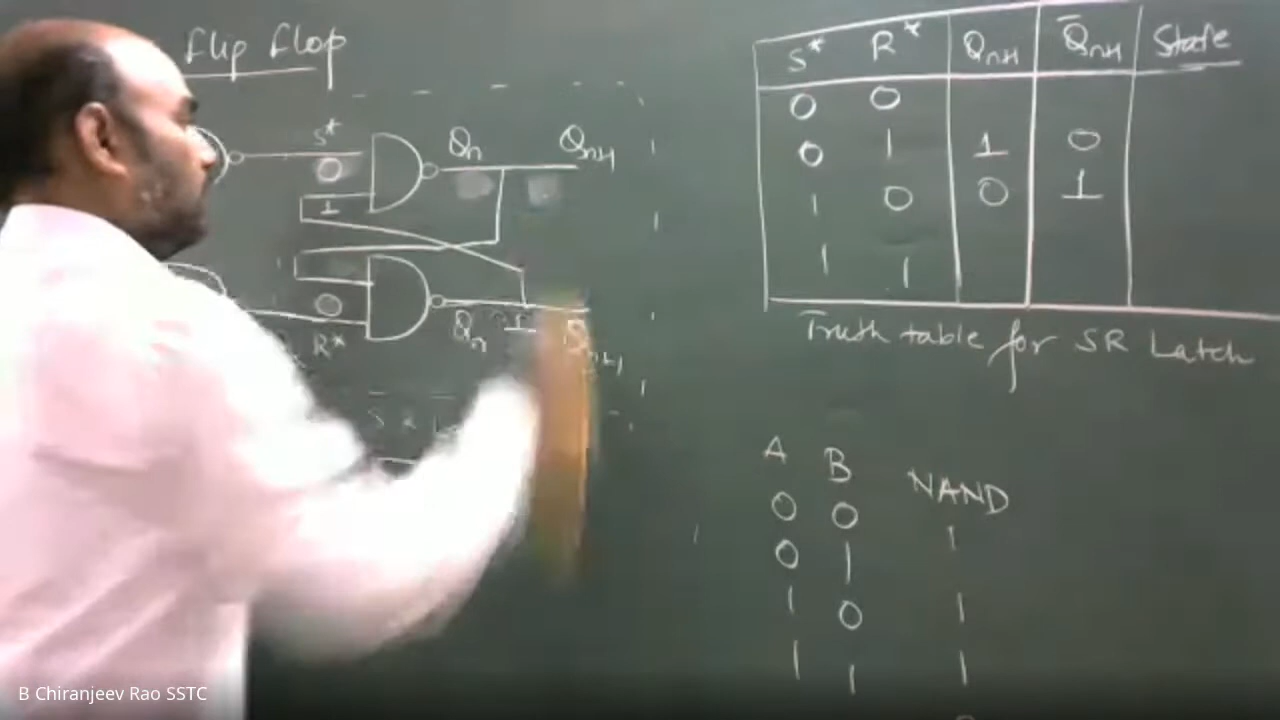 flip flop
S* R* Qn+1 Q̅n+1 State
0 0
0 1 1 0
1 0 0 1
1 1
Truth table for SR Latch
S*
0
1
Qn Qn+1
0
R*
Q̅n 1
A B NAND
0 0 1
0 1
1 0 1
1 1 1
B Chiranjeev Rao SSTC